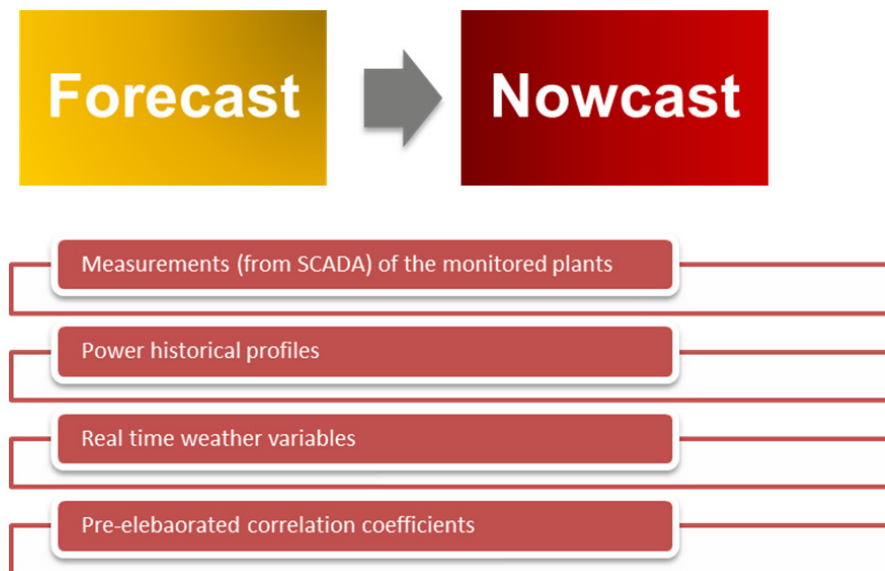 Forecast
Nowcast
Measurements (from SCADA) of the monitored plants
Power historical profiles
Real time weather variables
Pre-elebaorated correlation coefficients